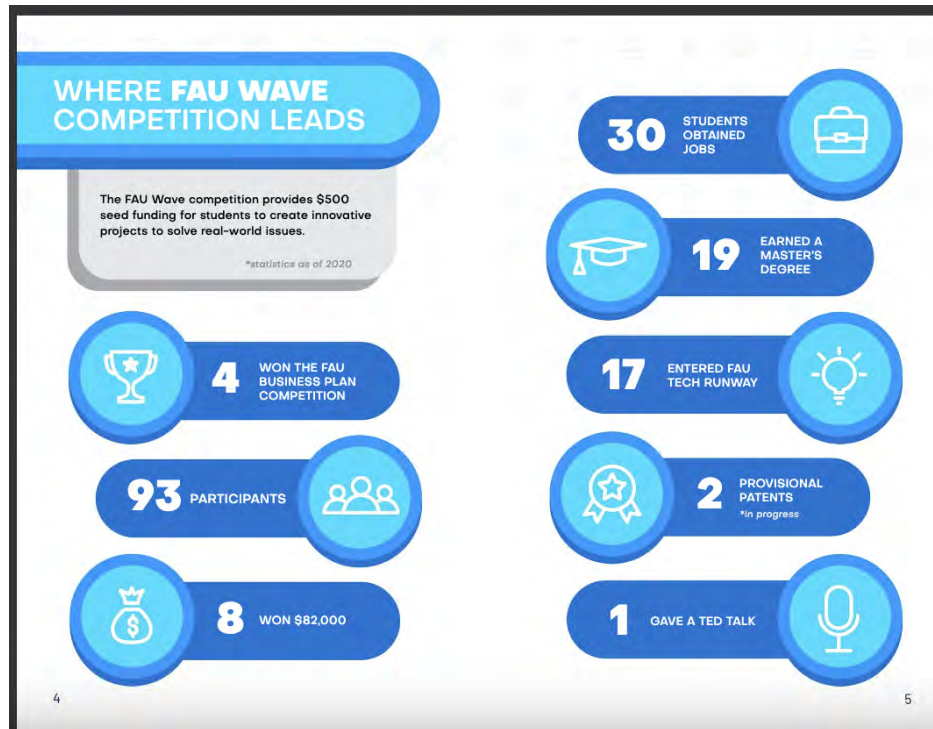 WHERE FAU WAVE
COMPETITION LEADS
The FAU Wave competition provides $500
seed funding for students to create innovative
projects to solve real-world issues.
*statistics as of 2020
4
WON THE FAU
BUSINESS PLAN
COMPETITION
93 PARTICIPANTS
$
8 WON $82,000
4
30
STUDENTS
OBTAINED
JOBS
19
EARNED A
MASTER'S
DEGREE
17
ENTERED FAU
TECH RUNWAY
2
PROVISIONAL
PATENTS
*in progress
1 GAVE A TED TALK
5